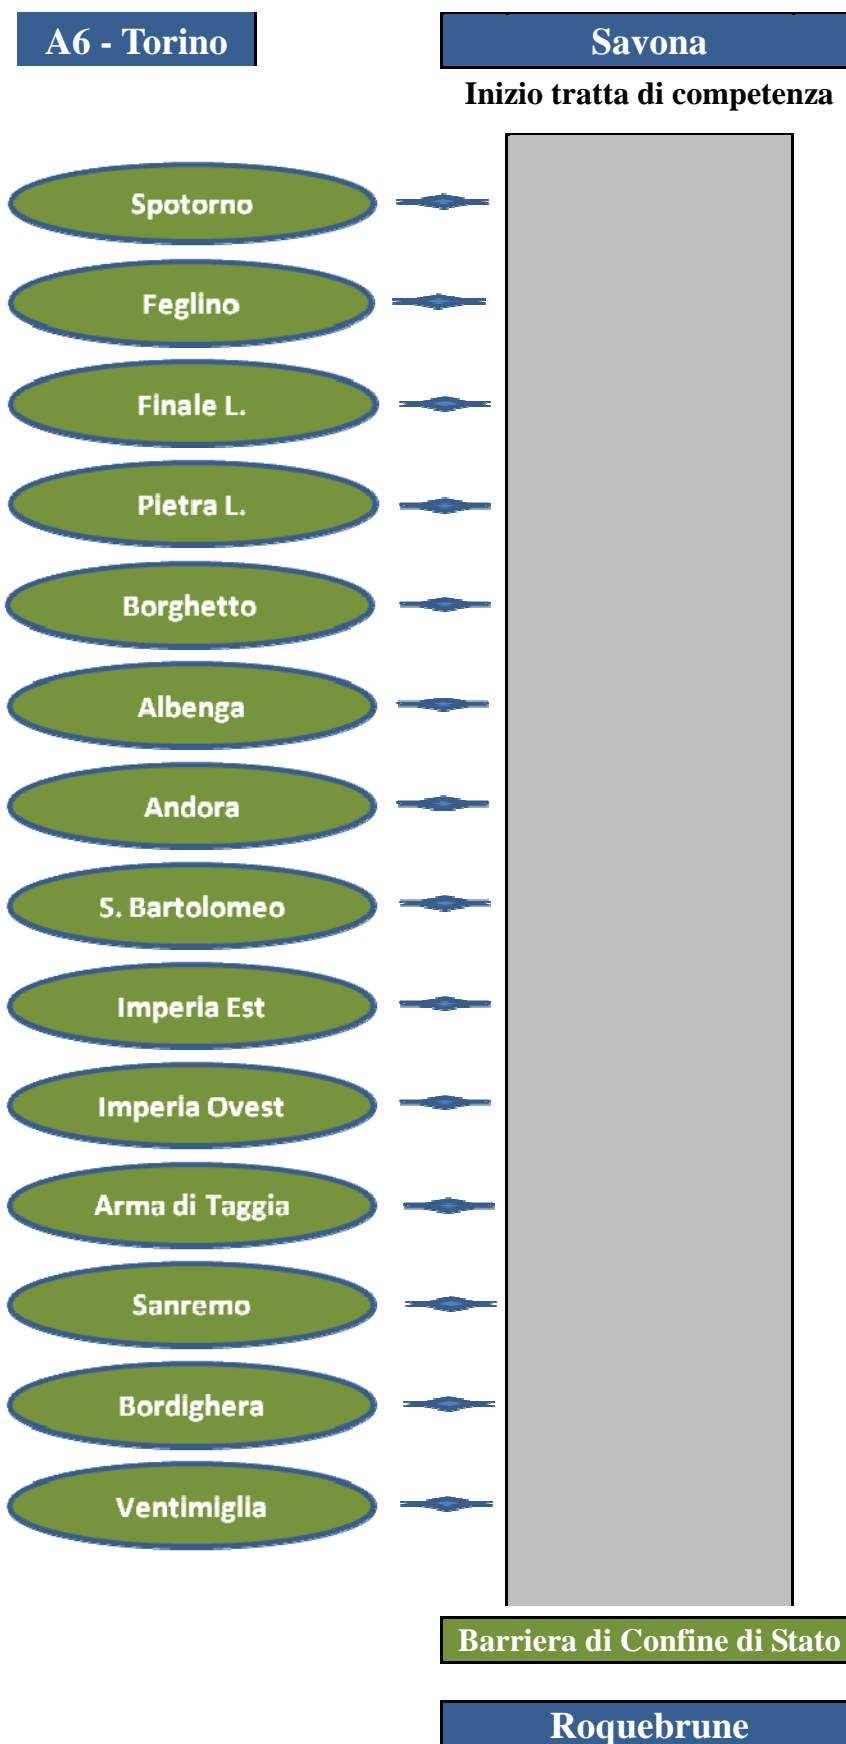 A6 - Torino
Savona
Inizio tratta di competenza
Spotorno
Feglino
Finale L.
Pietra L.
Borghetto
Albenga
Andora
S. Bartolomeo
Imperia Est
Imperia Ovest
Arma di Taggia
Sanremo
Bordighera
Ventimiglia
Barriera di Confine di Stato
Roquebrune